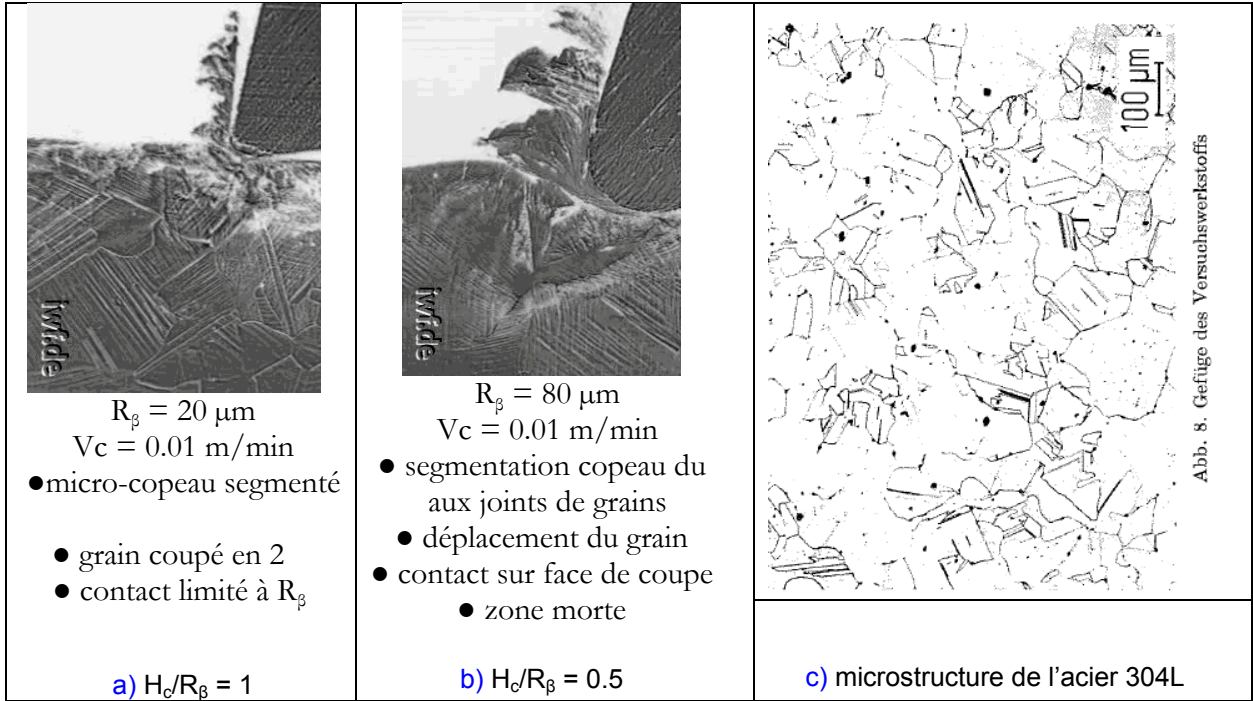 iwf.de
R_β = 20 μm
Vc = 0.01 m/min
●micro-copeau segmenté
● grain coupé en 2
● contact limité à R_β
a) H_c/R_β = 1
iwf.de
R_β = 80 μm
Vc = 0.01 m/min
● segmentation copeau du
aux joints de grains
● déplacement du grain
● contact sur face de coupe
● zone morte
b) H_c/R_β = 0.5
100 μm
Abb. 8. Gefüge des Versuchswerkstoffs
c) microstructure de l'acier 304L